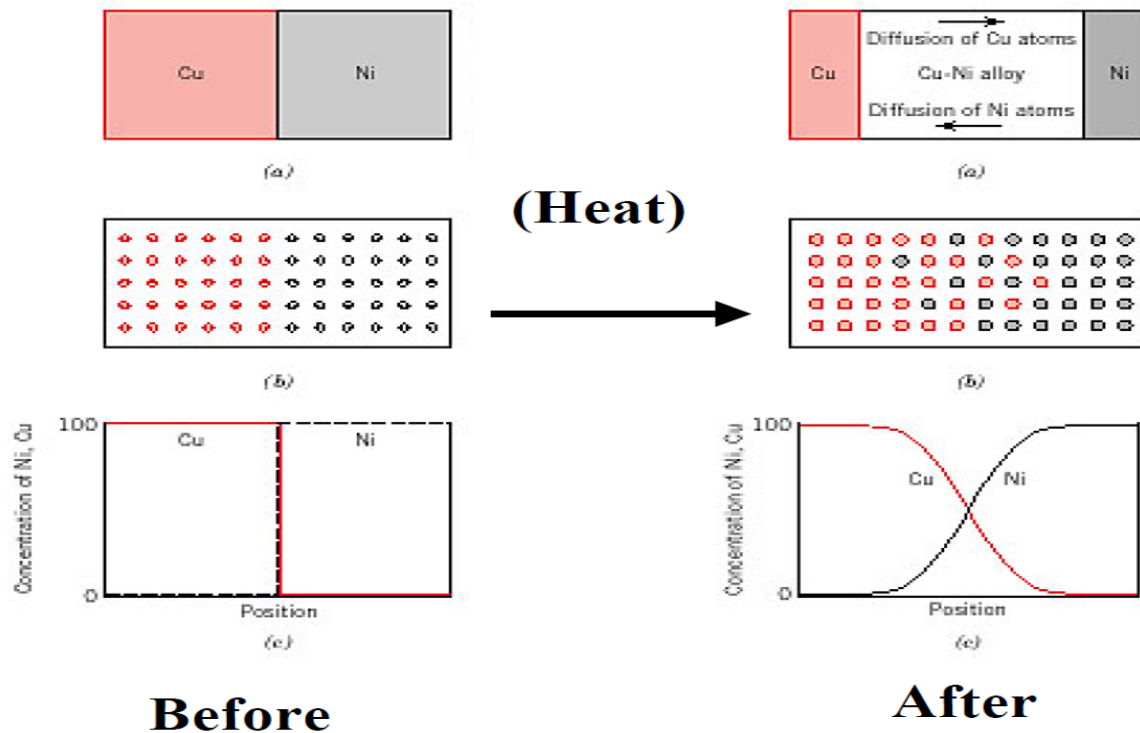 Cu
Ni
(a)
(b)
Concentration of Ni, Cu
100
0
Cu
Ni
Position
(c)
Before
(Heat)
Cu
Diffusion of Cu atoms
Cu-Ni alloy
Diffusion of Ni atoms
Ni
(a)
(b)
Concentration of Ni, Cu
100
0
Cu
Ni
Position
(c)
After